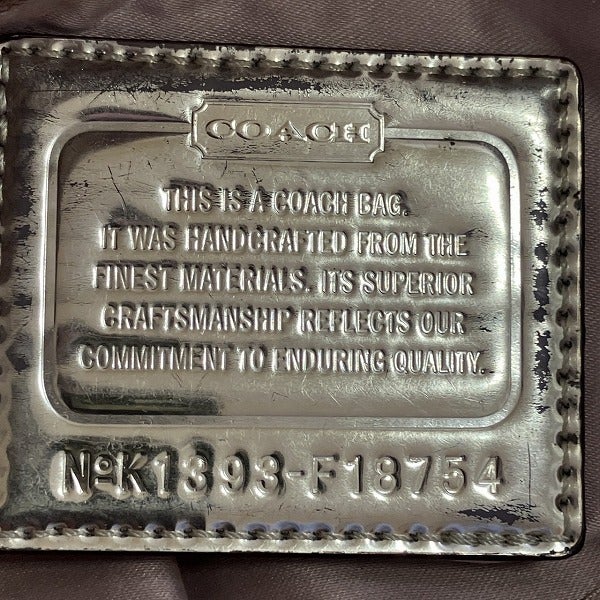 COACH
THIS IS A COACH BAG.
IT WAS HANDCRAFTED FROM THE
FINEST MATERIALS. ITS SUPERIOR
CRAFTSMANSHIP REFLECTS OUR
COMMITMENT TO ENDURING QUALITY.
NºK1393-F18754